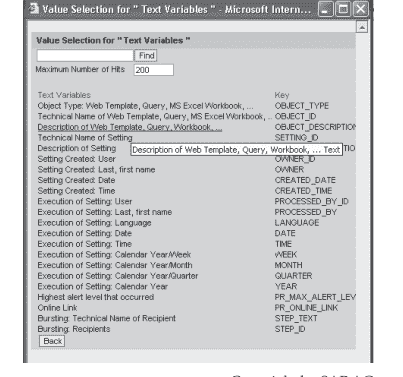 Value Selection for " Text Variables " - Microsoft Intern...
Value Selection for " Text Variables "
Find
Maximum Number of Hits 200
Text Variables Key
Object Type: Web Template, Query, MS Excel Workbook, ... OBJECT_TYPE
Technical Name of Web Template, Query, MS Excel Workbook, .. OBJECT_ID
Description of Web Template, Query, Workbook, ... OBJECT_DESCRIPTION
Technical Name of Setting SETTING_ID
Description of Setting Description of Web Template, Query, Workbook, ... Text TIO
Setting Created: User OWNER_ID
Setting Created: Last, first name OWNER
Setting Created: Date CREATED_DATE
Setting Created: Time CREATED_TIME
Execution of Setting: User PROCESSED_BY_ID
Execution of Setting: Last, first name PROCESSED_BY
Execution of Setting: Language LANGUAGE
Execution of Setting: Date DATE
Execution of Setting: Time TIME
Execution of Setting: Calendar Year/Week WEEK
Execution of Setting: Calendar Year/Month MONTH
Execution of Setting: Calendar Year/Quarter QUARTER
Execution of Setting: Calendar Year YEAR
Highest alert level that occurred PR_MAX_ALERT_LEV
Online Link PR_ONLINE_LINK
Bursting: Technical Name of Recipient STEP_TEXT
Bursting: Recipients STEP_ID
Back